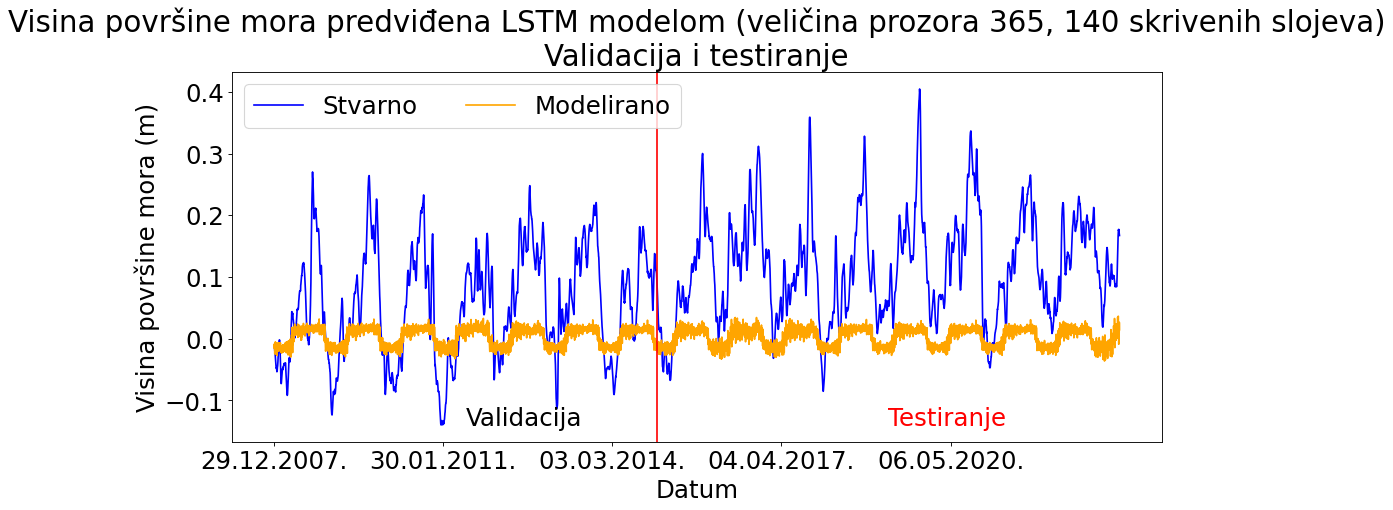 Visina površine mora predviđena LSTM modelom (veličina prozora 365, 140 skrivenih slojeva)
Validacija i testiranje
Stvarno
Modelirano
Visina površine mora (m)
0.4
0.3
0.2
0.1
0.0
−0.1
Validacija
Testiranje
29.12.2007.
30.01.2011.
03.03.2014.
04.04.2017.
06.05.2020.
Datum